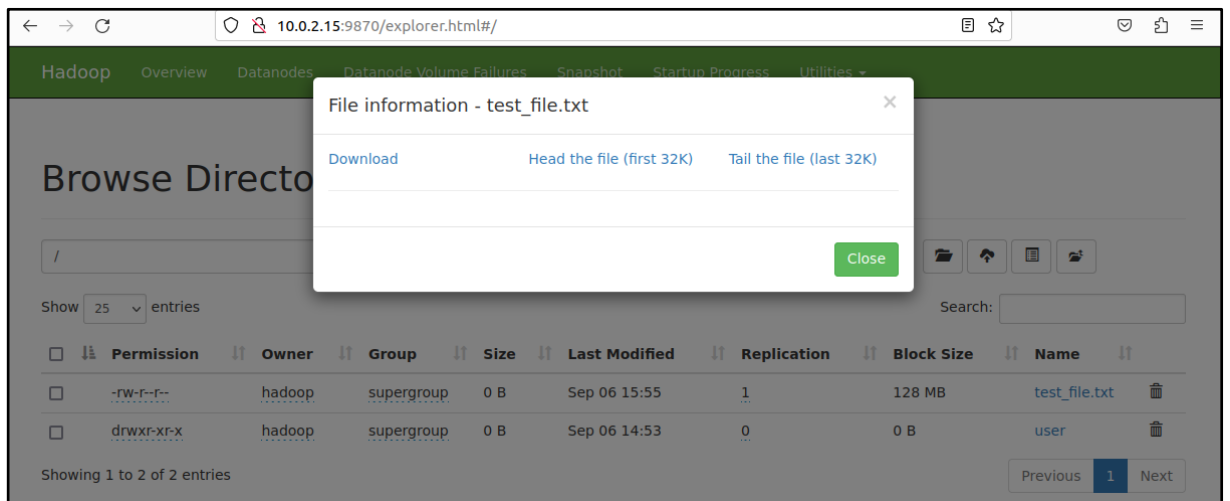 10.0.2.15:9870/explorer.html#/
Hadoop Overview Datanodes Datanode Volume Failures Snapshot Startup Progress Utilities
File information - test_file.txt ×
Download Head the file (first 32K) Tail the file (last 32K)
Browse Directo
/
Close
Show 25 entries Search:
Permission Owner Group Size Last Modified Replication Block Size Name
-rw-r--r-- hadoop supergroup 0 B Sep 06 15:55 1 128 MB test_file.txt
drwxr-xr-x hadoop supergroup 0 B Sep 06 14:53 0 0 B user
Showing 1 to 2 of 2 entries Previous 1 Next